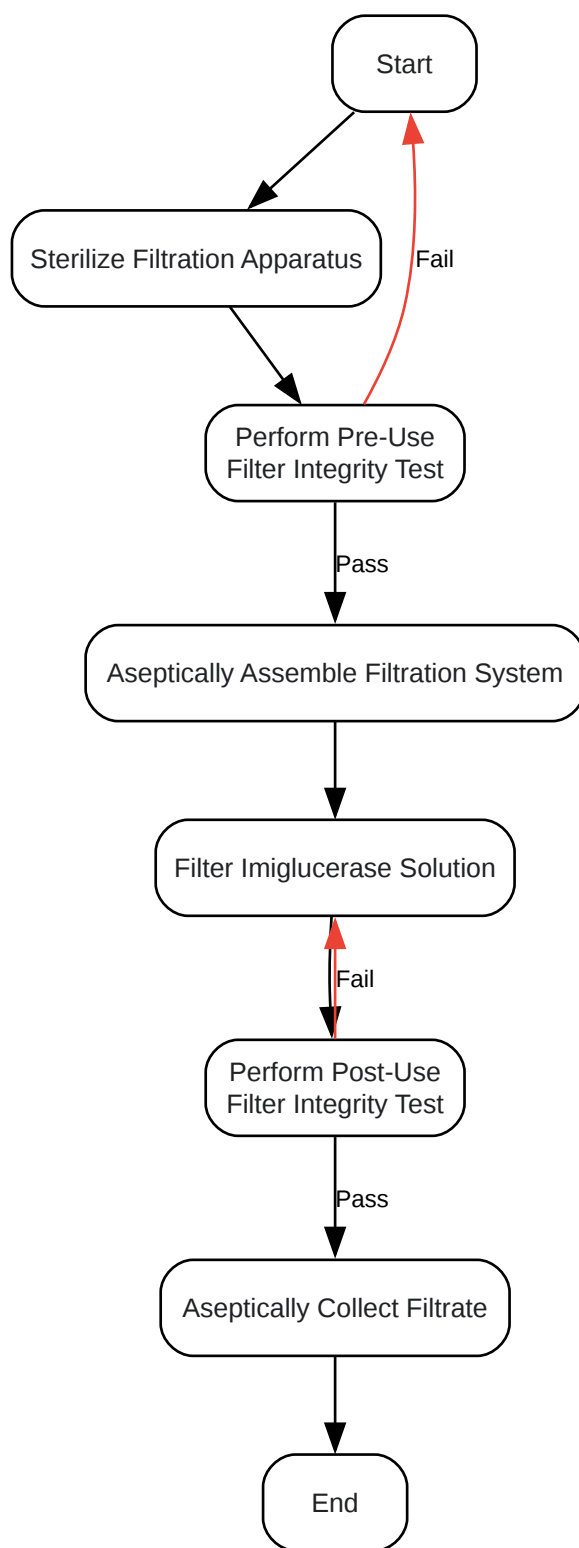 Start
Sterilize Filtration Apparatus
Fail
Perform Pre-Use
Filter Integrity Test
Pass
Aseptically Assemble Filtration System
Filter Imiglucerase Solution
Fail
Perform Post-Use
Filter Integrity Test
Pass
Aseptically Collect Filtrate
End